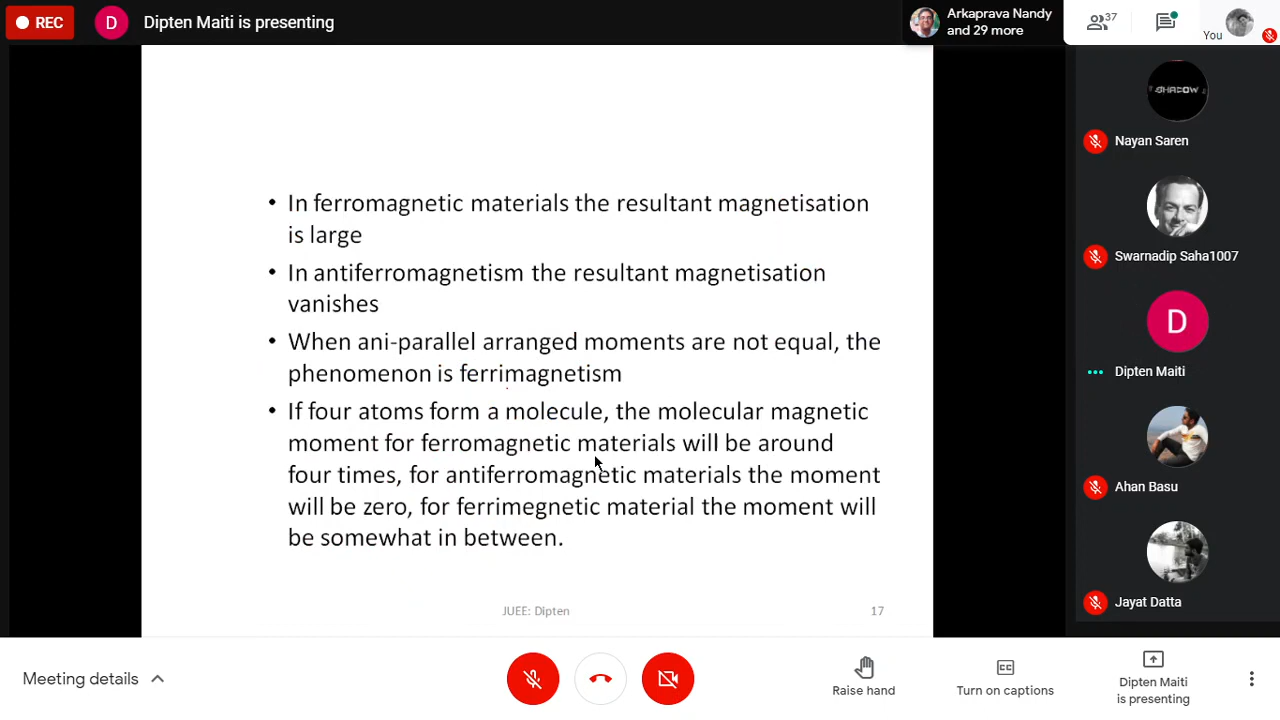 REC
D
Dipten Maiti is presenting
Arkaprava Nandy
and 29 more
37
You
SHADOW
Nayan Saren
Swarnadip Saha1007
D
Dipten Maiti
Ahan Basu
Jayat Datta
• In ferromagnetic materials the resultant magnetisation
is large
• In antiferromagnetism the resultant magnetisation
vanishes
• When ani-parallel arranged moments are not equal, the
phenomenon is ferrimagnetism
• If four atoms form a molecule, the molecular magnetic
moment for ferromagnetic materials will be around
four times, for antiferromagnetic materials the moment
will be zero, for ferrimegnetic material the moment will
be somewhat in between.
JUEE: Dipten
17
Meeting details
Raise hand
CC
Turn on captions
Dipten Maiti
is presenting